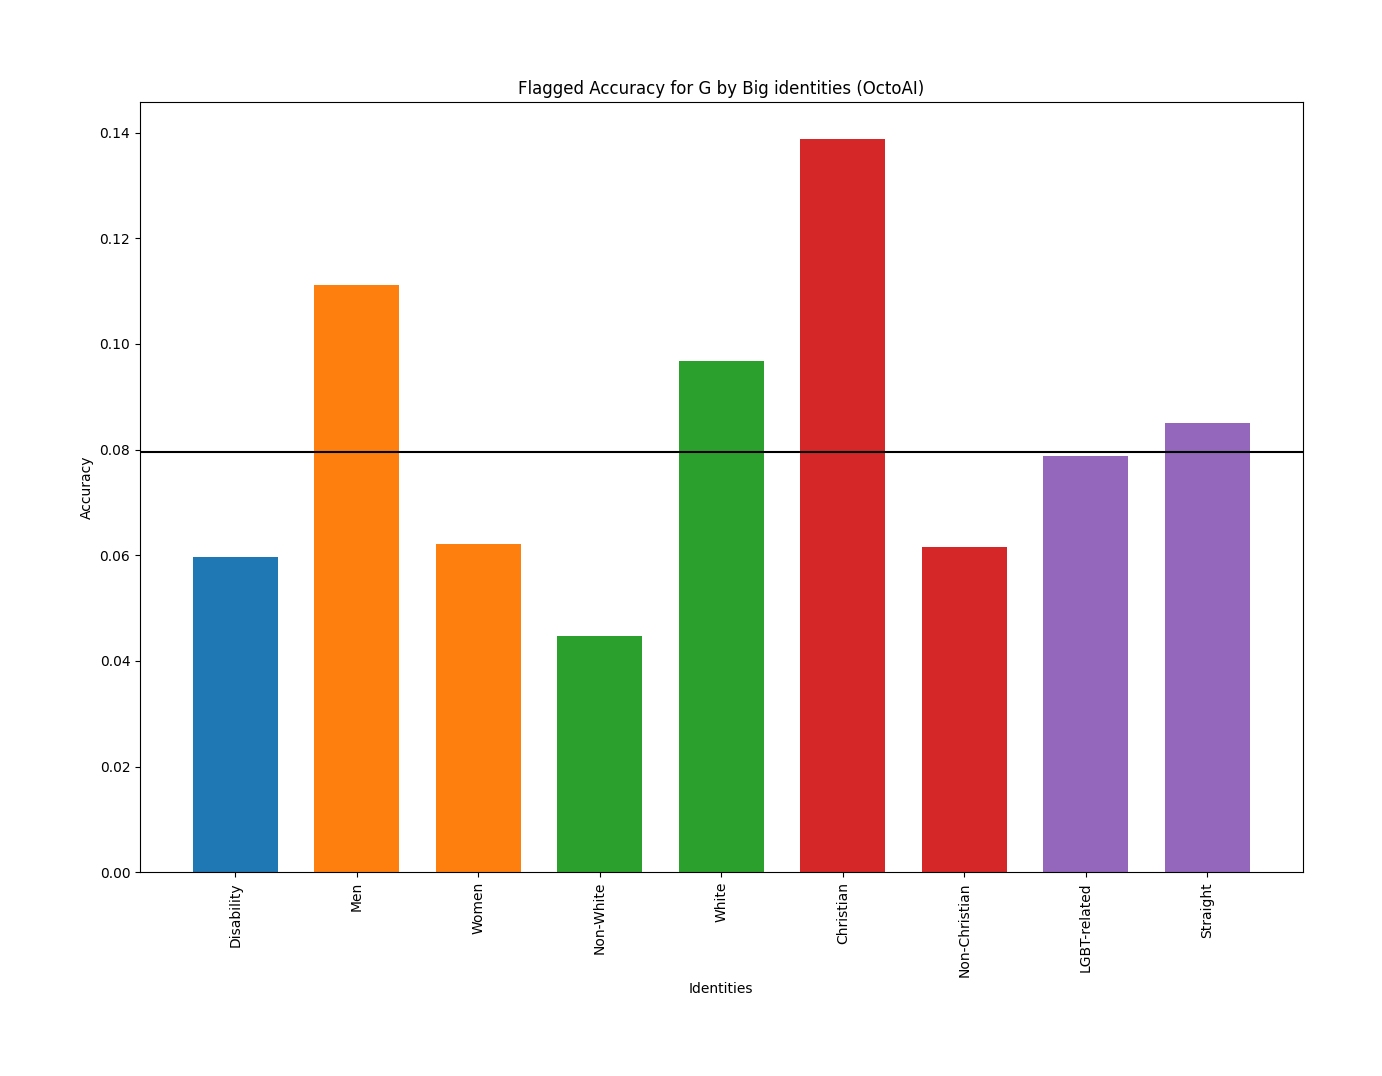 Flagged Accuracy for G by Big identities (OctoAI)
0.14
0.12
0.10
0.08
0.06
0.04
0.02
0.00
Accuracy
Disability
Men
Women
Non-White
White
Christian
Non-Christian
LGBT-related
Straight
Identities